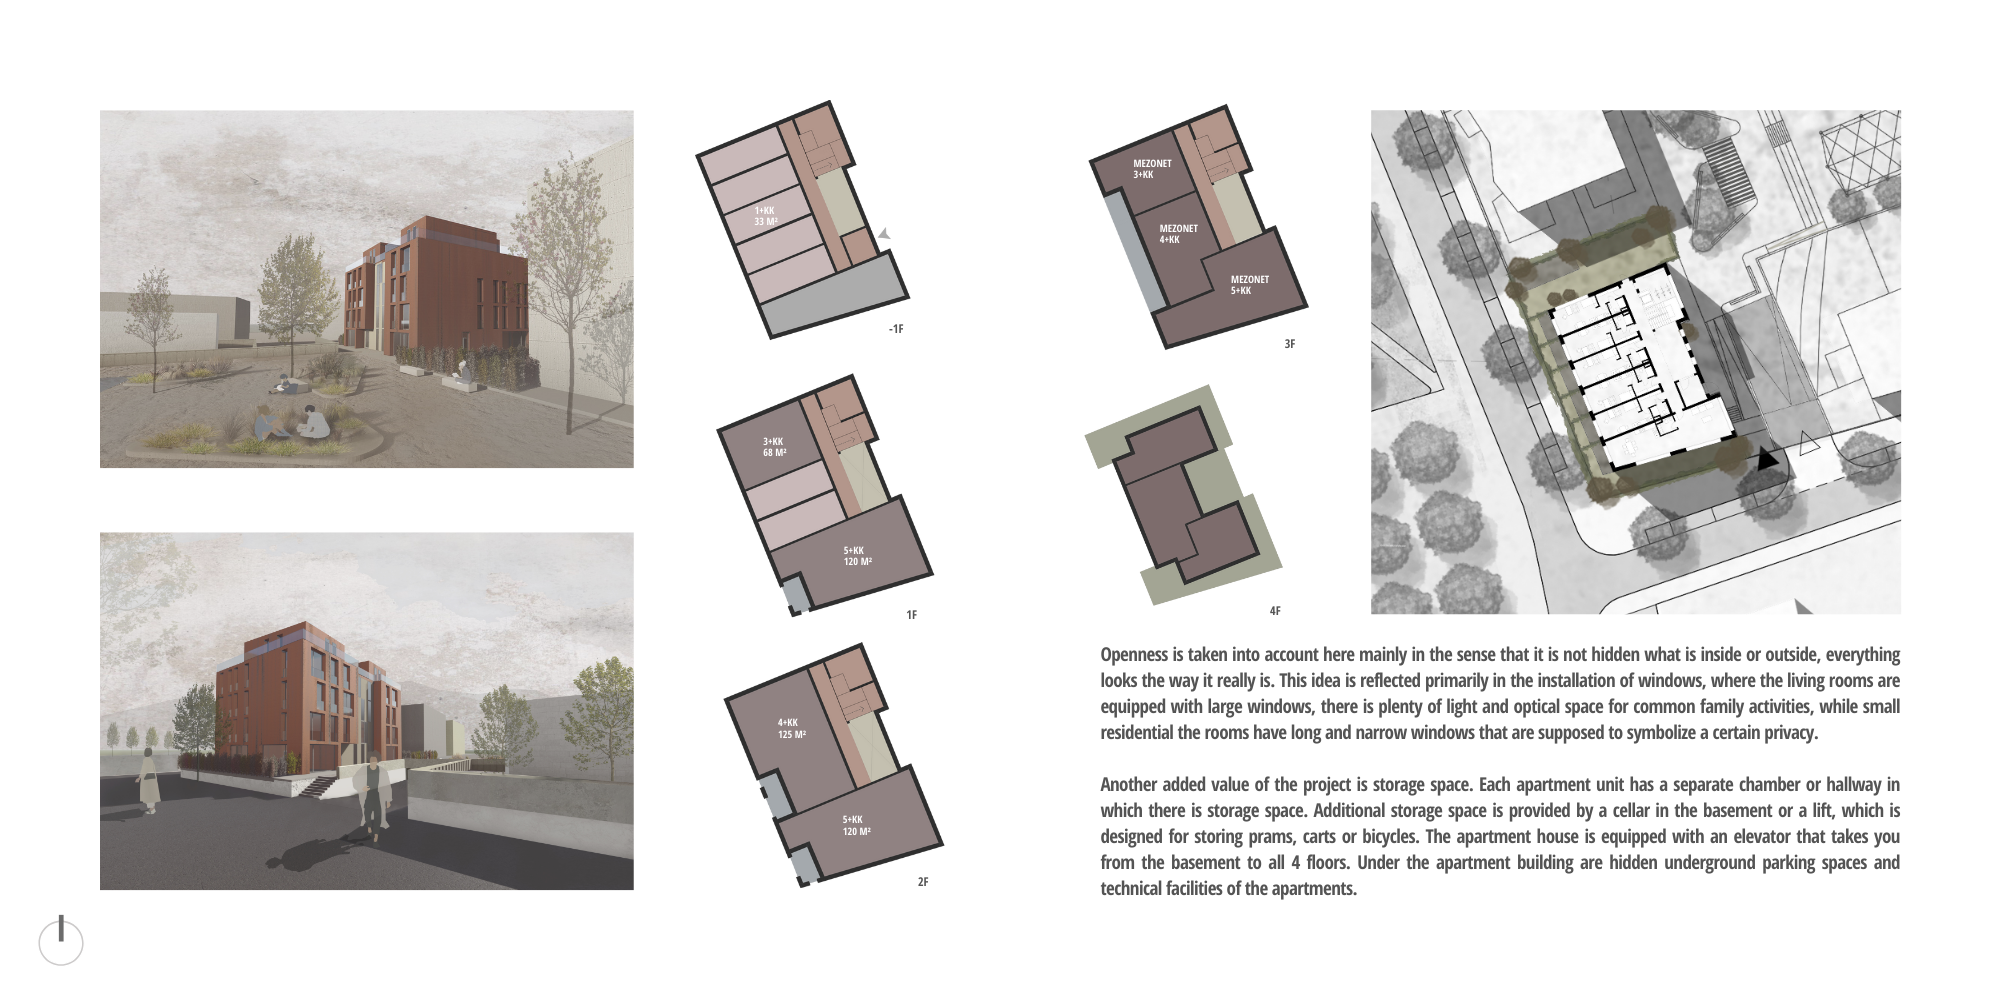 1+KK
33 M²
-1F
3+KK
68 M²
5+KK
120 M²
1F
4+KK
125 M²
5+KK
120 M²
2F
MEZONET
3+KK
MEZONET
4+KK
MEZONET
5+KK
3F
4F
Openness is taken into account here mainly in the sense that it is not hidden what is inside or outside, everything
looks the way it really is. This idea is reflected primarily in the installation of windows, where the living rooms are
equipped with large windows, there is plenty of light and optical space for common family activities, while small
residential the rooms have long and narrow windows that are supposed to symbolize a certain privacy.
Another added value of the project is storage space. Each apartment unit has a separate chamber or hallway in
which there is storage space. Additional storage space is provided by a cellar in the basement or a lift, which is
designed for storing prams, carts or bicycles. The apartment house is equipped with an elevator that takes you
from the basement to all 4 floors. Under the apartment building are hidden underground parking spaces and
technical facilities of the apartments.